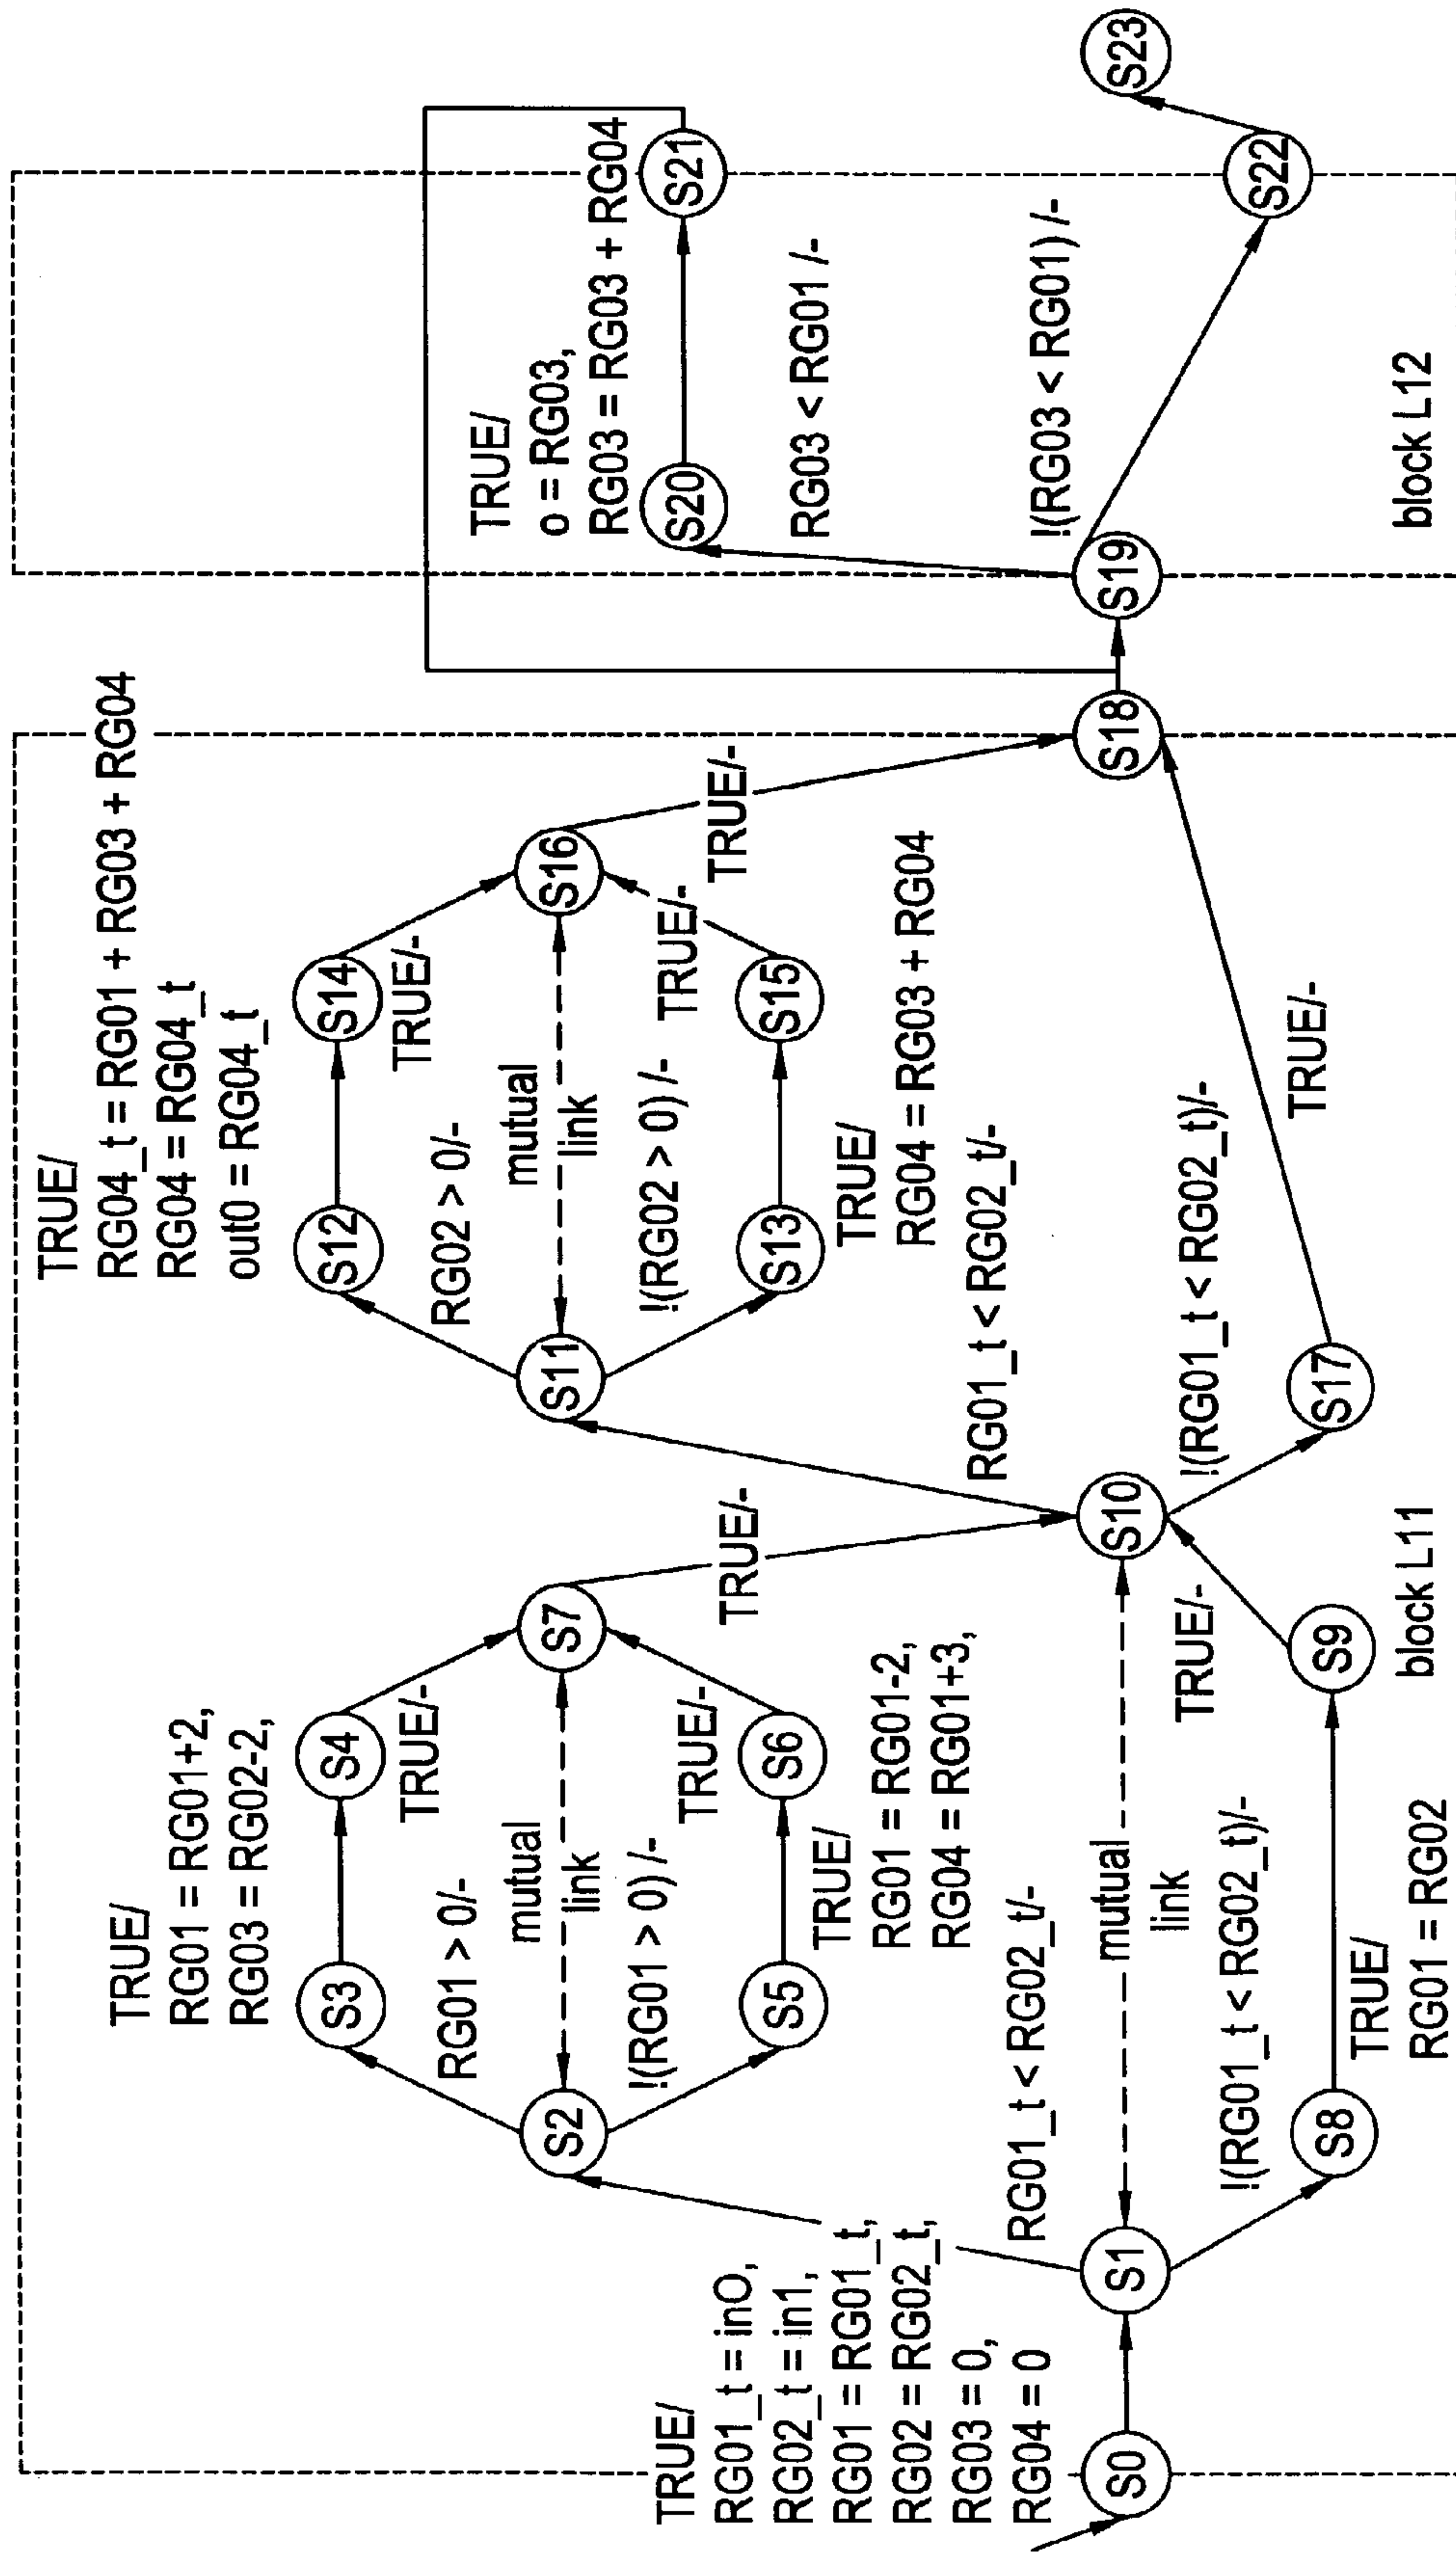 TRUE/
RG01_t = in0,
RG02_t = in1,
RG01 = RG01_t,
RG02 = RG02_t,
RG03 = 0,
RG04 = 0
S0
S1
RG01_t < RG02_t/-
mutual
link
!(RG01_t < RG02_t)/-
S2
RG01 > 0/-
mutual
link
!(RG01 > 0) /-
TRUE/
RG01 = RG01+2,
RG03 = RG02-2,
S3
S4
TRUE/-
S5
S6
TRUE/-
TRUE/
RG01 = RG01-2,
RG04 = RG01+3,
S7
TRUE/-
S8
S9
TRUE/
RG01 = RG02
TRUE/-
block L11
S10
RG01_t < RG02_t/-
!(RG01_t < RG02_t)/-
S11
RG02 > 0/-
mutual
link
!(RG02 > 0) /-
TRUE/
RG04_t = RG01 + RG03 + RG04
RG04 = RG04_t
out0 = RG04_t
S12
S14
TRUE/-
S13
S15
TRUE/-
TRUE/
RG04 = RG03 + RG04
S16
TRUE/-
S17
TRUE/-
S18
S19
TRUE/
o = RG03,
RG03 = RG03 + RG04
S20
S21
RG03 < RG01 /-
!(RG03 < RG01) /-
S22
S23
block L12